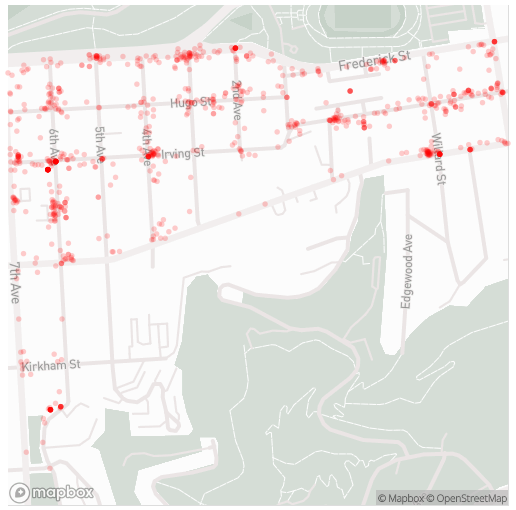 Frederick St
Hugo St
2nd Ave
Irving St
4th Ave
5th Ave
6th Ave
Willard St
7th Ave
Edgewood Ave
Kirkham St
mapbox
© Mapbox © OpenStreetMap